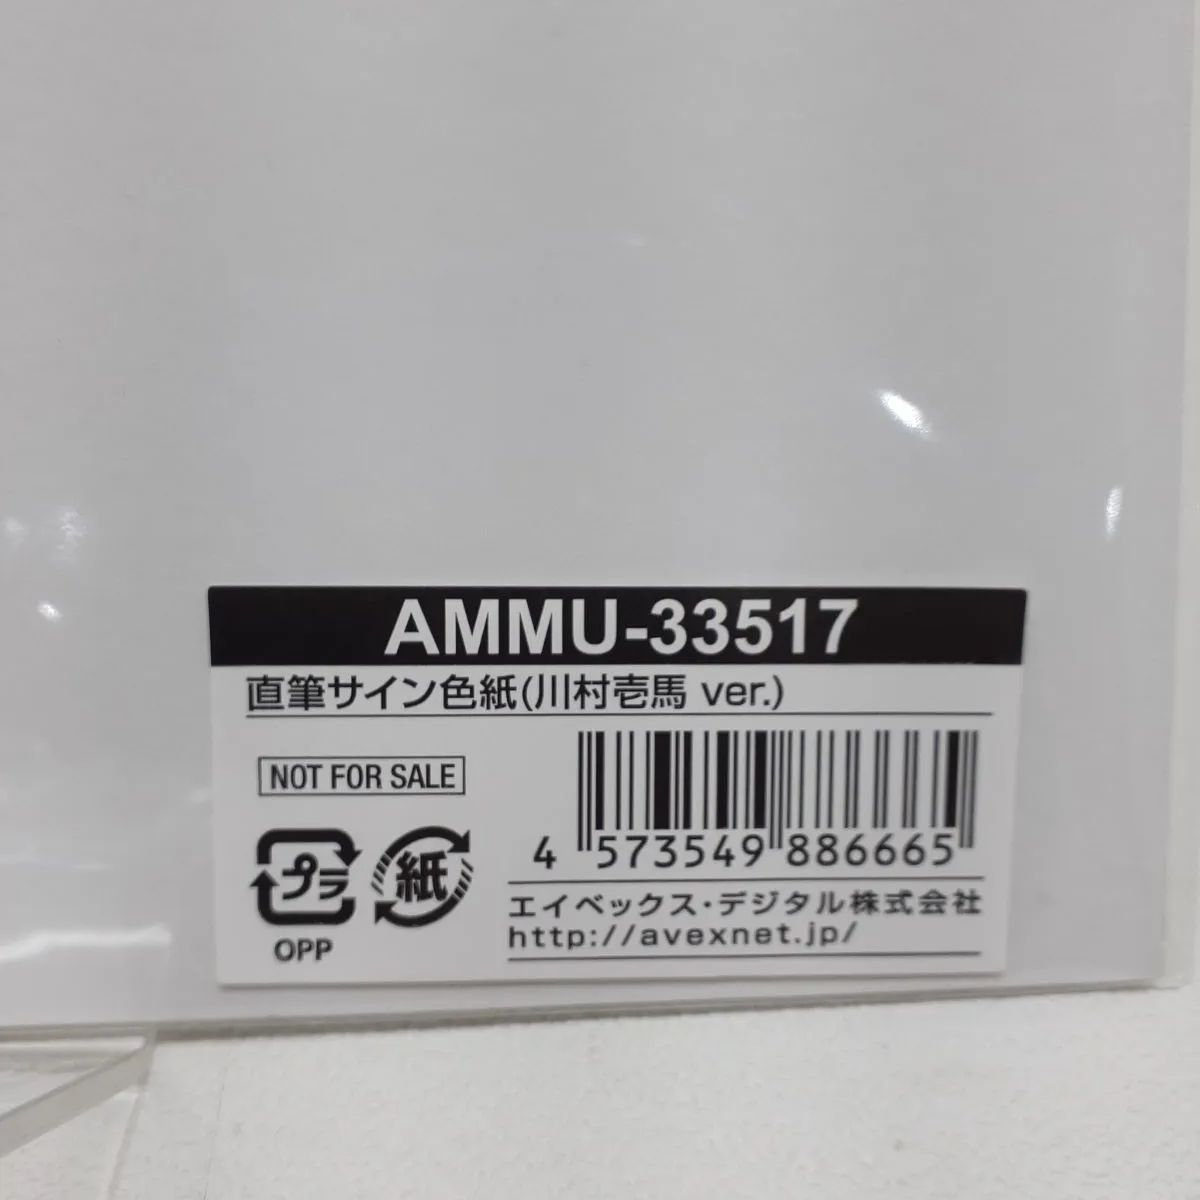 AMMU-33517
直筆サイン色紙(川村壱馬 ver.)
NOT FOR SALE
4 573549 886665
プラ
紙
OPP
エイベックス・デジタル株式会社
http://avexnet.jp/